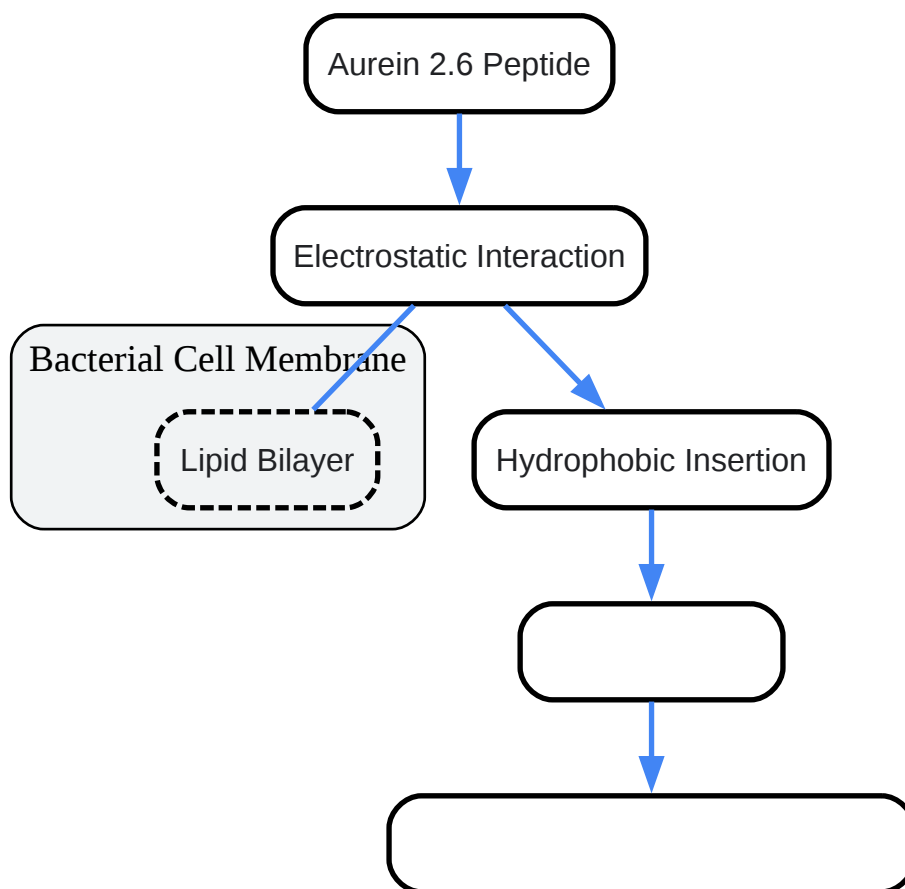 Aurein 2.6 Peptide
Electrostatic Interaction
Bacterial Cell Membrane
Lipid Bilayer
Hydrophobic Insertion